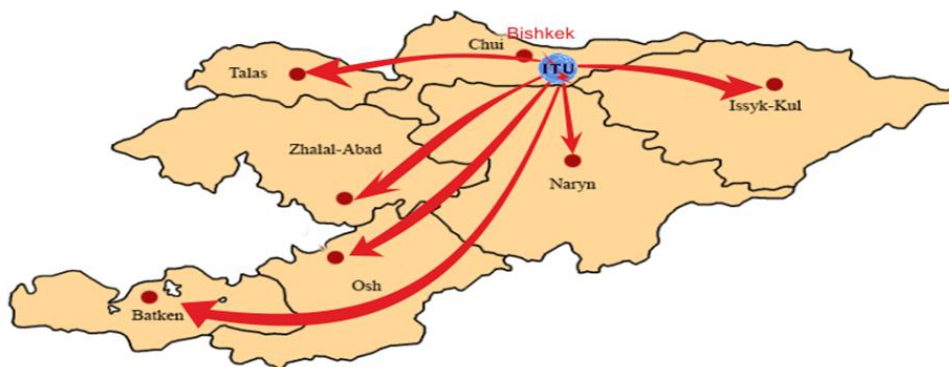 Bishkek
Chui
ITU
Talas
Issyk-Kul
Zhalal-Abad
Naryn
Osh
Batken